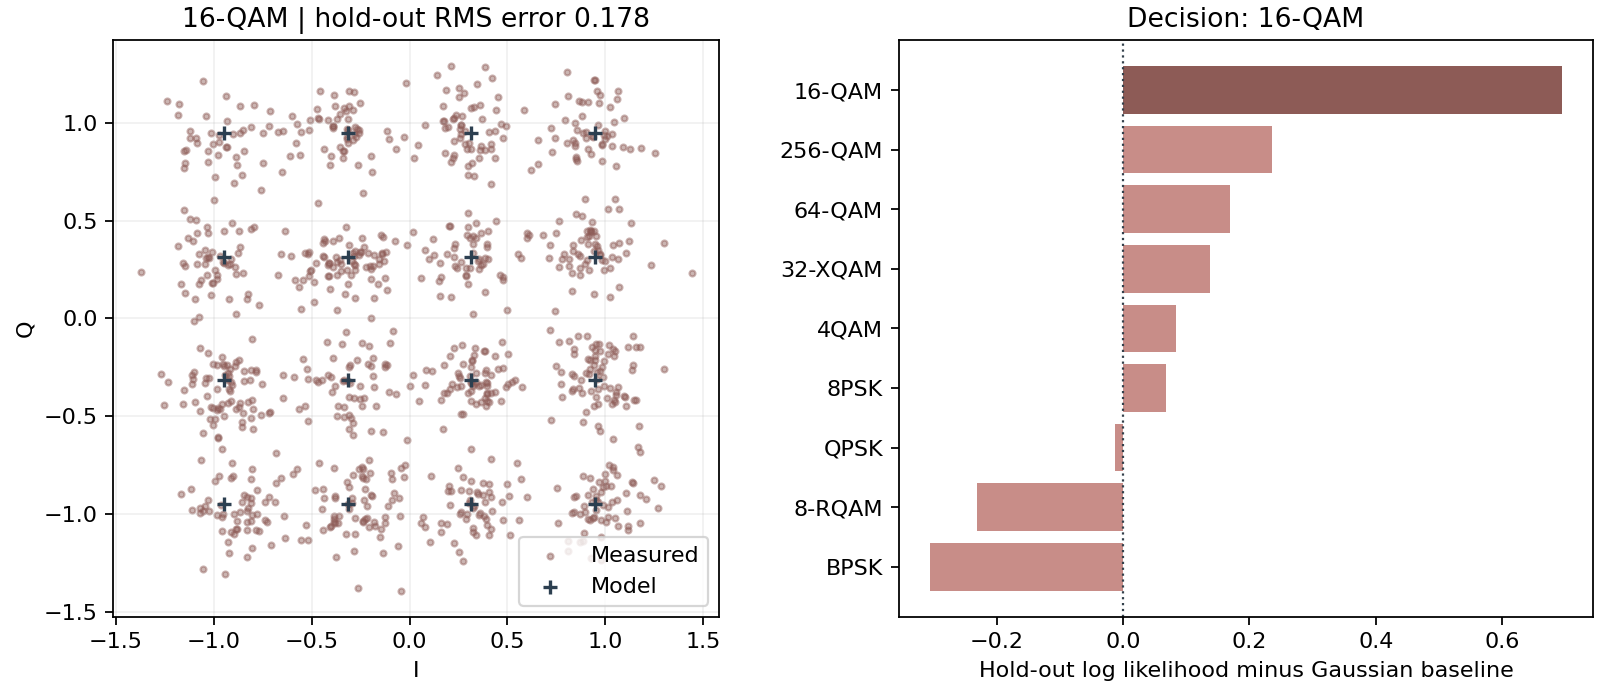 16-QAM | hold-out RMS error 0.178
Q
1.0
0.5
0.0
−0.5
−1.0
−1.5
−1.5
−1.0
−0.5
0.0
0.5
1.0
1.5
I
Measured
Model
Decision: 16-QAM
16-QAM
256-QAM
64-QAM
32-XQAM
4QAM
8PSK
QPSK
8-RQAM
BPSK
−0.2
0.0
0.2
0.4
0.6
Hold-out log likelihood minus Gaussian baseline